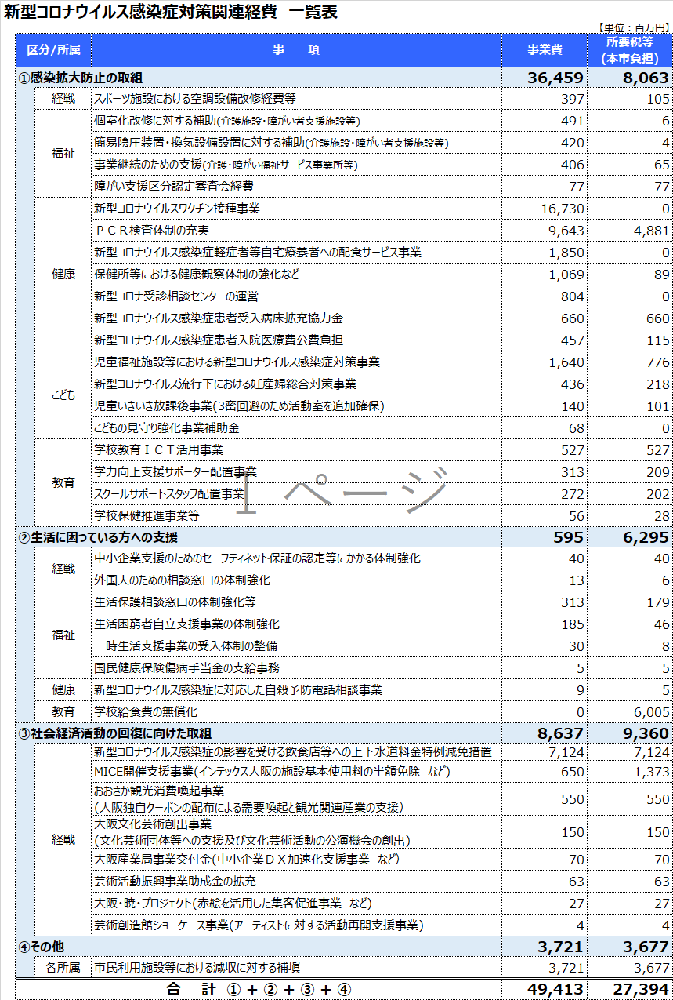 新型コロナウイルス感染症対策関連経費 一覧表
【単位：百万円】
区分/所属 事 項 事業費 所要税等
(本市負担)
①感染拡大防止の取組 36,459 8,063
経戦 スポーツ施設における空調設備改修経費等 397 105
福祉 個室化改修に対する補助(介護施設・障がい者支援施設等) 491 6
簡易陰圧装置・換気設備設置に対する補助(介護施設・障がい者支援施設等) 420 4
事業継続のための支援(介護・障がい福祉サービス事業所等) 406 65
障がい支援区分認定審査会経費 77 77
健康 新型コロナウイルスワクチン接種事業 16,730 0
ＰＣＲ検査体制の充実 9,643 4,881
新型コロナウイルス感染症軽症者等自宅療養者への配食サービス事業 1,850 0
保健所等における健康観察体制の強化など 1,069 89
新型コロナ受診相談センターの運営 804 0
新型コロナウイルス感染症患者受入病床拡充協力金 660 660
新型コロナウイルス感染症患者入院医療費公費負担 457 115
こども 児童福祉施設等における新型コロナウイルス感染症対策事業 1,640 776
新型コロナウイルス流行下における妊産婦総合対策事業 436 218
児童いきいき放課後事業(3密回避のため活動室を追加確保) 140 101
こどもの見守り強化事業補助金 68 0
教育 学校教育ＩＣＴ活用事業 527 527
学力向上支援サポーター配置事業 313 209
スクールサポートスタッフ配置事業 272 202
学校保健推進事業等 56 28
1 ページ
②生活に困っている方への支援 595 6,295
経戦 中小企業支援のためのセーフティネット保証の認定等にかかる体制強化 40 40
外国人のための相談窓口の体制強化 13 6
福祉 生活保護相談窓口の体制強化等 313 179
生活困窮者自立支援事業の体制強化 185 46
一時生活支援事業の受入体制の整備 30 8
国民健康保険傷病手当金の支給事務 5 5
健康 新型コロナウイルス感染症に対応した自殺予防電話相談事業 9 5
教育 学校給食費の無償化 0 6,005
③社会経済活動の回復に向けた取組 8,637 9,360
経戦 新型コロナウイルス感染症の影響を受ける飲食店等への上下水道料金特例減免措置 7,124 7,124
MICE開催支援事業(インテックス大阪の施設基本使用料の半額免除 など) 650 1,373
おおさか観光消費喚起事業
(大阪独自クーポンの配布による需要喚起と観光関連産業の支援) 550 550
大阪文化芸術創出事業
(文化芸術団体等への支援及び文化芸術活動の公演機会の創出) 150 150
大阪産業局事業交付金(中小企業ＤＸ加速化支援事業 など) 70 70
芸術活動振興事業助成金の拡充 63 63
大阪・暁・プロジェクト(赤絵を活用した集客促進事業 など) 27 27
芸術創造館ショーケース事業(アーティストに対する活動再開支援事業) 4 4
④その他 3,721 3,677
各所属 市民利用施設等における減収に対する補塡 3,721 3,677
合 計 ①+②+③+④ 49,413 27,394